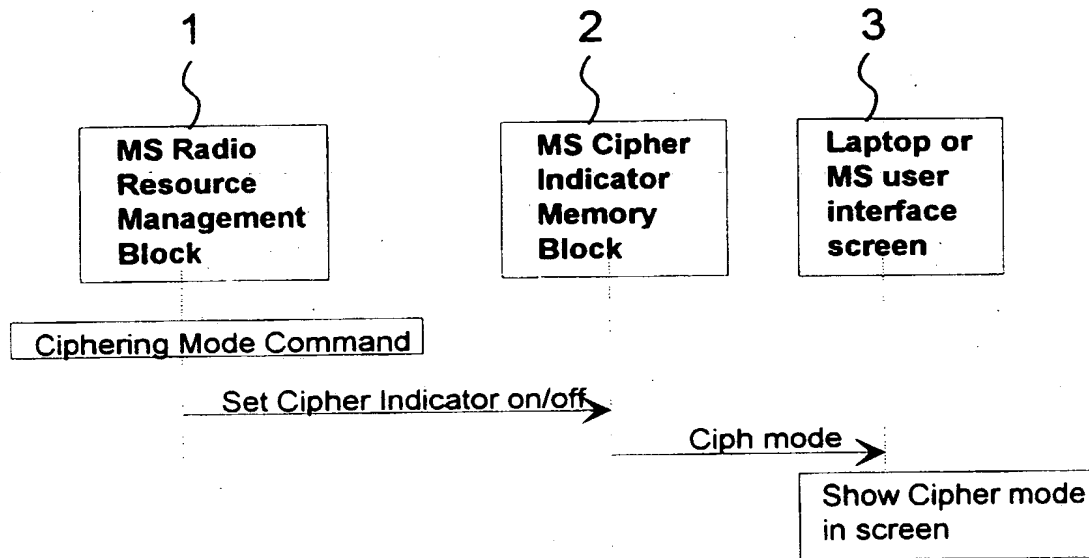 1
2
3
MS Radio
Resource
Management
Block
MS Cipher
Indicator
Memory
Block
Laptop or
MS user
interface
screen
Ciphering Mode Command
Set Cipher Indicator on/off
Ciph mode
Show Cipher mode
in screen